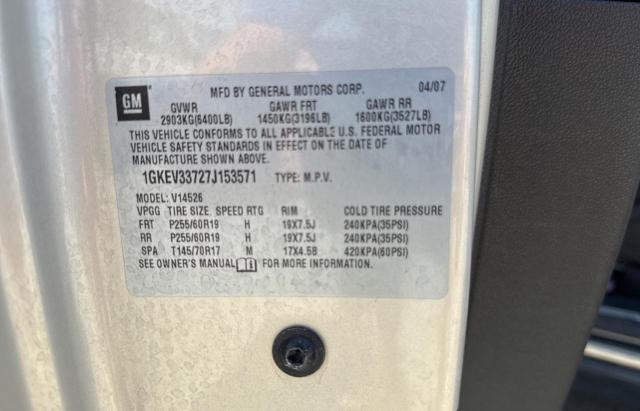 MFD BY GENERAL MOTORS CORP. 04/07
GM
GVWR GAWR FRT GAWR RR
2903KG(6400LB) 1450KG(3196LB) 1600KG(3527LB)
THIS VEHICLE CONFORMS TO ALL APPLICABLE U.S. FEDERAL MOTOR
VEHICLE SAFETY STANDARDS IN EFFECT ON THE DATE OF
MANUFACTURE SHOWN ABOVE.
1GKEV33727J153571 TYPE: M.P.V.
MODEL: V14526
VPGG TIRE SIZE SPEED RTG RIM COLD TIRE PRESSURE
FRT P255/60R19 H 19X7.5J 240KPA(35PSI)
RR P255/60R19 H 19X7.5J 240KPA(35PSI)
SPA T145/70R17 M 17X4.5B 420KPA(60PSI)
SEE OWNER'S MANUAL FOR MORE INFORMATION.